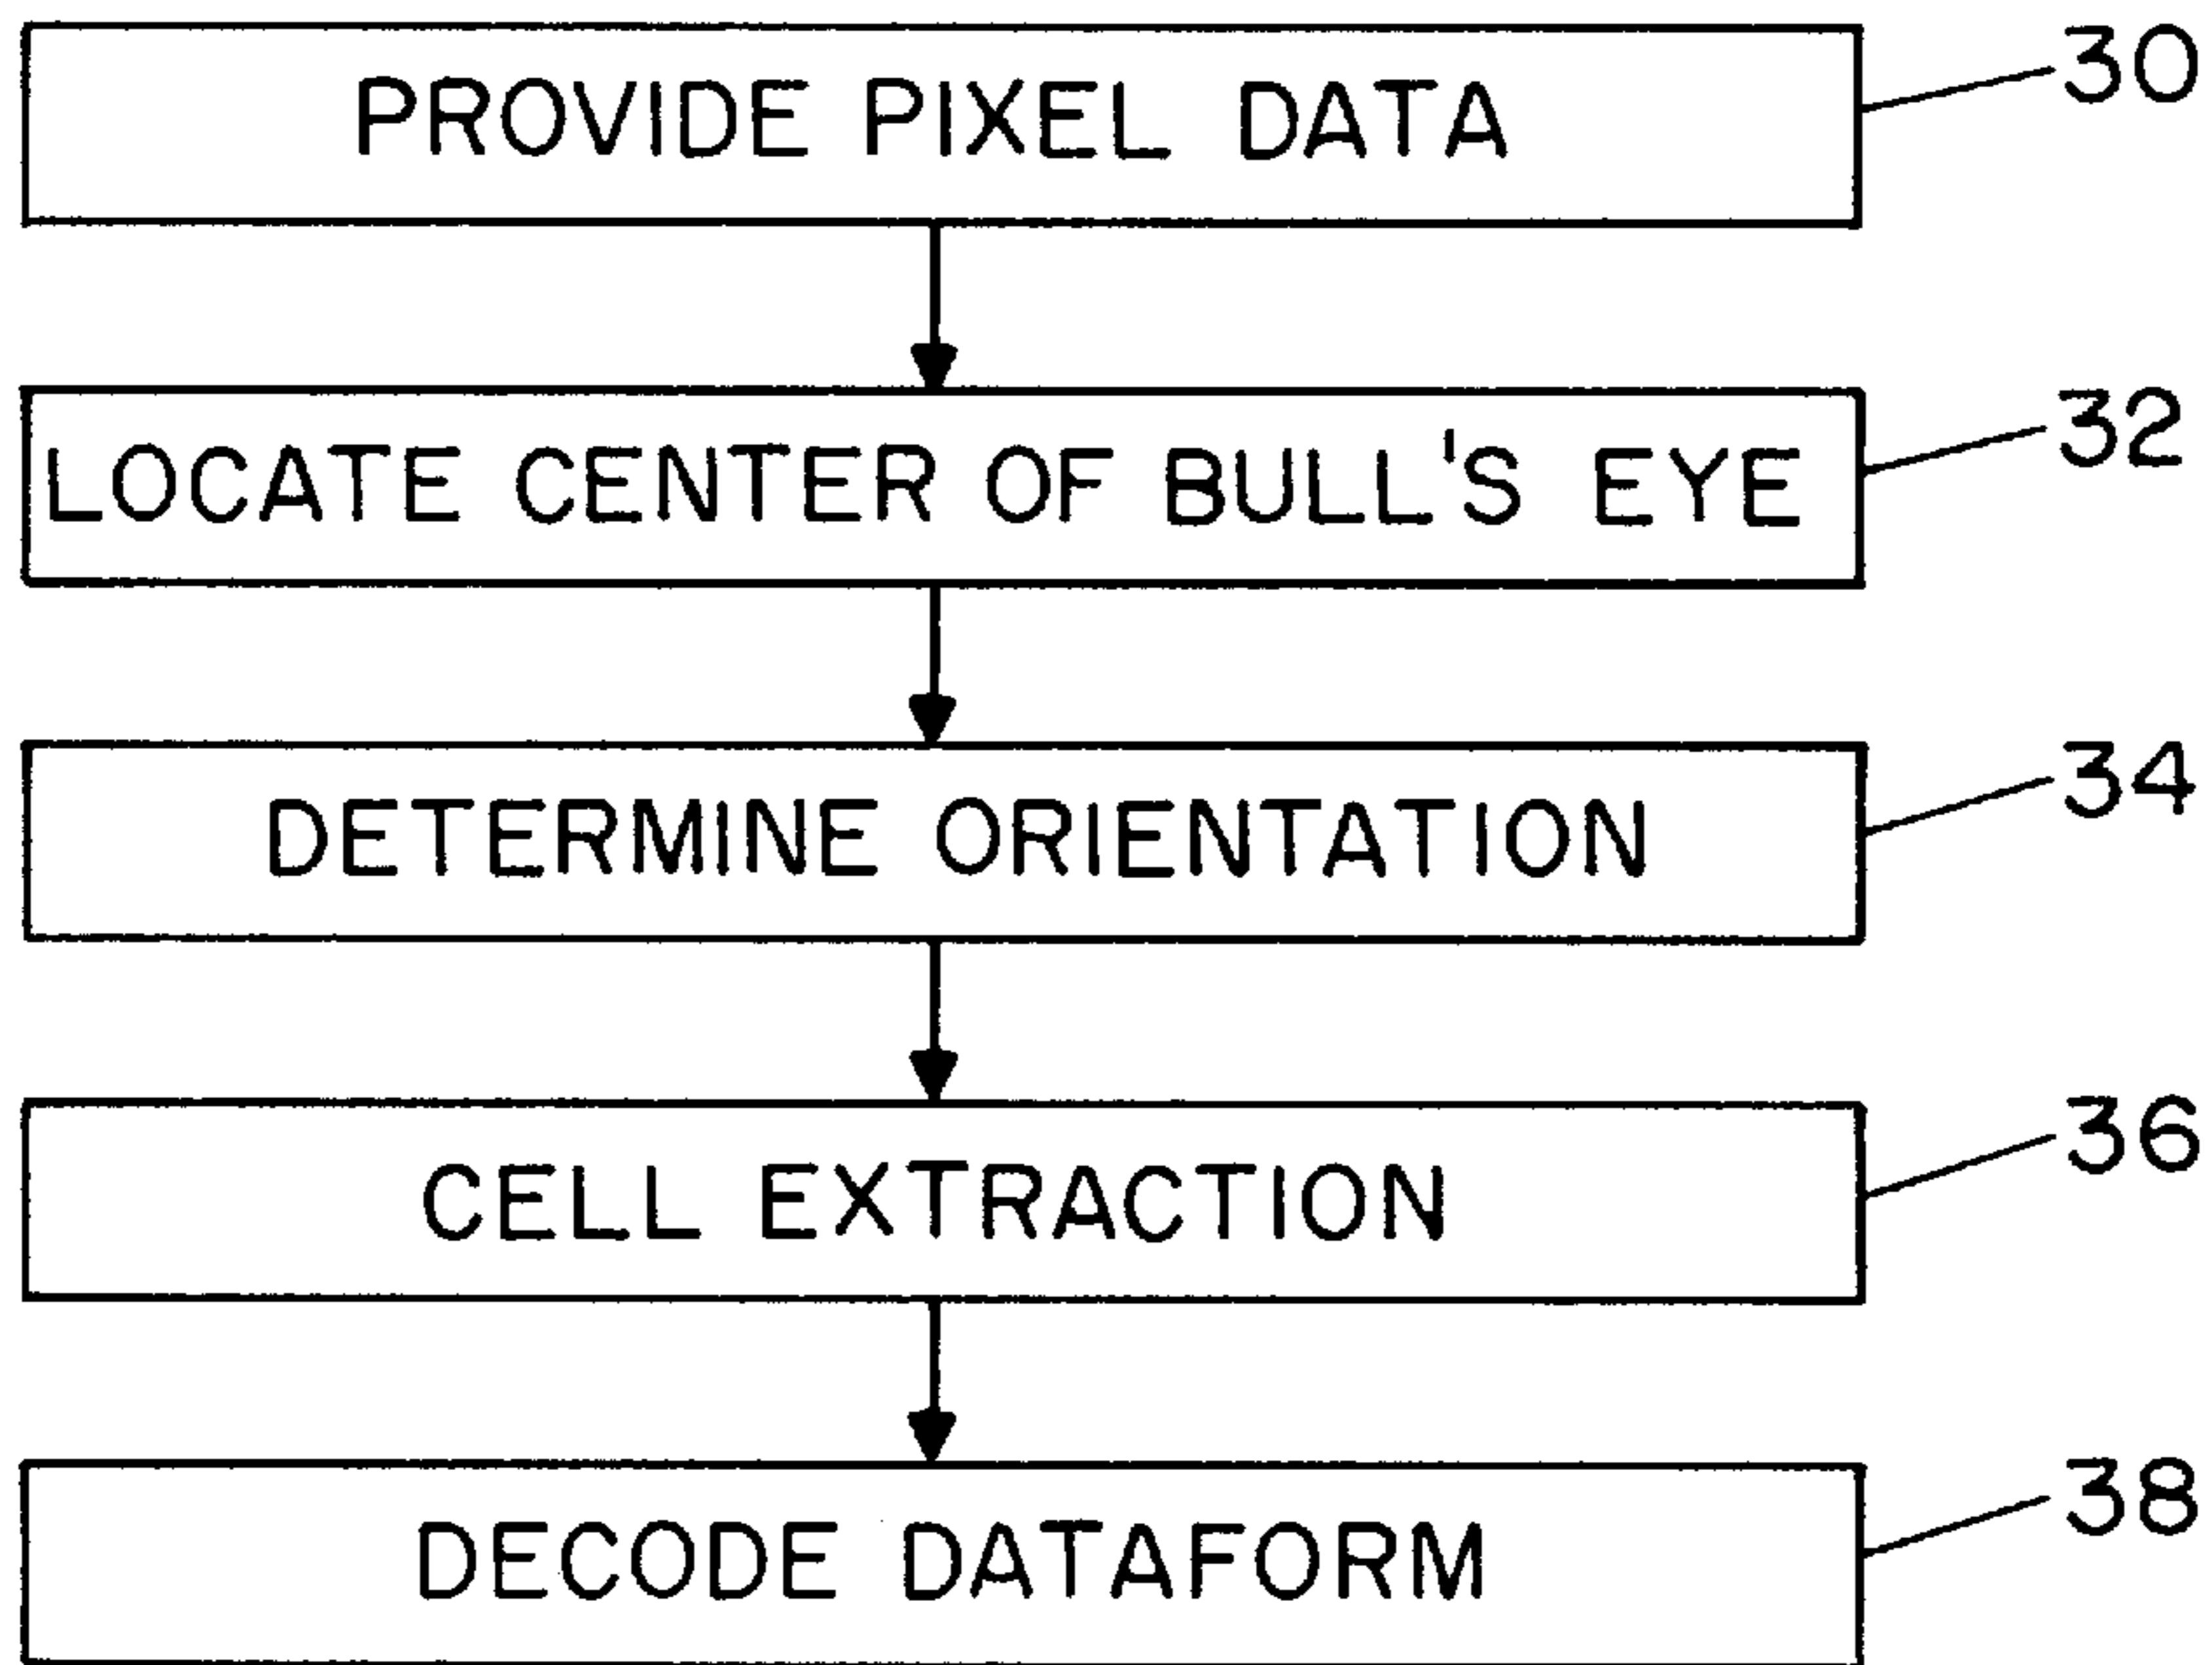 PROVIDE PIXEL DATA
30
LOCATE CENTER OF BULL'S EYE
32
DETERMINE ORIENTATION
34
CELL EXTRACTION
36
DECODE DATAFORM
38